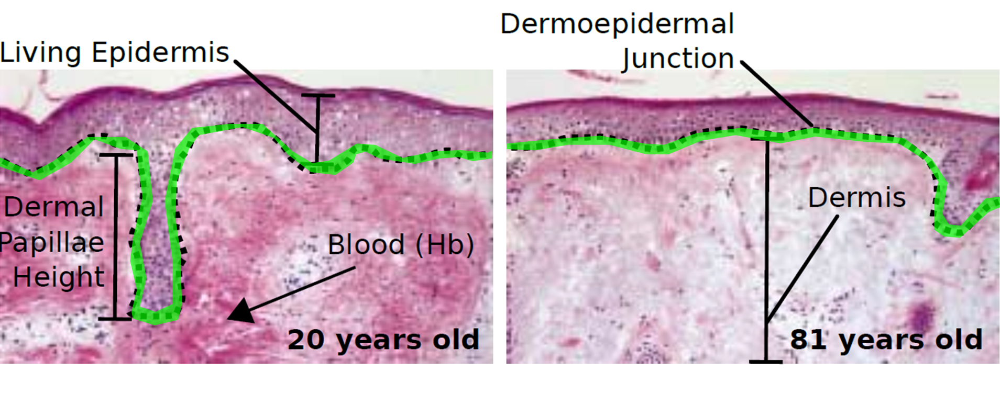 Living Epidermis
Dermoepidermal
Junction
Dermal
Papillae
Height
Blood (Hb)
20 years old
Dermis
81 years old